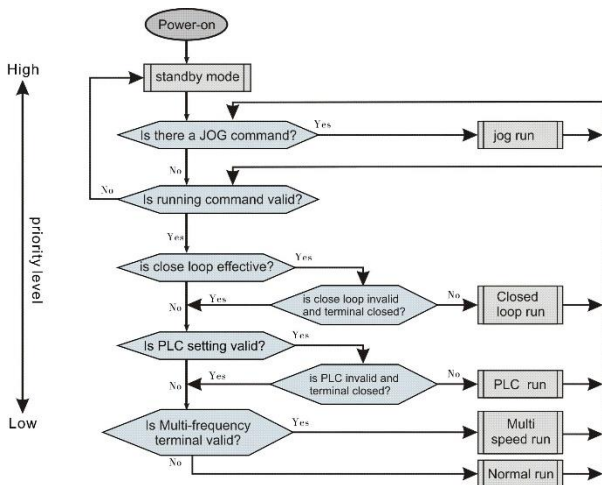 Power-on
High
standby mode
Is there a JOG command?
Yes
jog run
No
No
Is running command valid?
Yes
priority level
is close loop effective?
Yes
No
Yes
is close loop invalid
and terminal closed?
No
Closed
loop run
Is PLC setting valid?
Yes
No
Yes
is PLC invalid and
terminal closed?
No
PLC run
Low
Is Multi-frequency
terminal valid?
Yes
Multi
speed run
No
Normal run